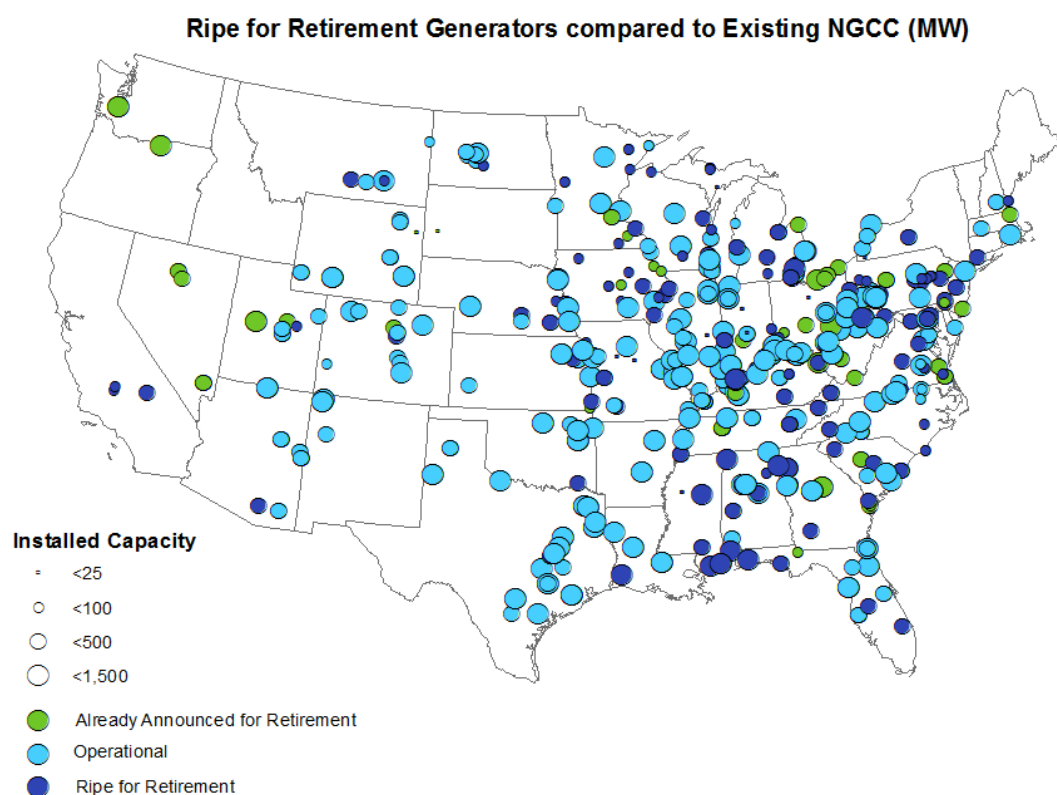 Ripe for Retirement Generators compared to Existing NGCC (MW)
Installed Capacity
<25
<100
<500
<1,500
Already Announced for Retirement
Operational
Ripe for Retirement